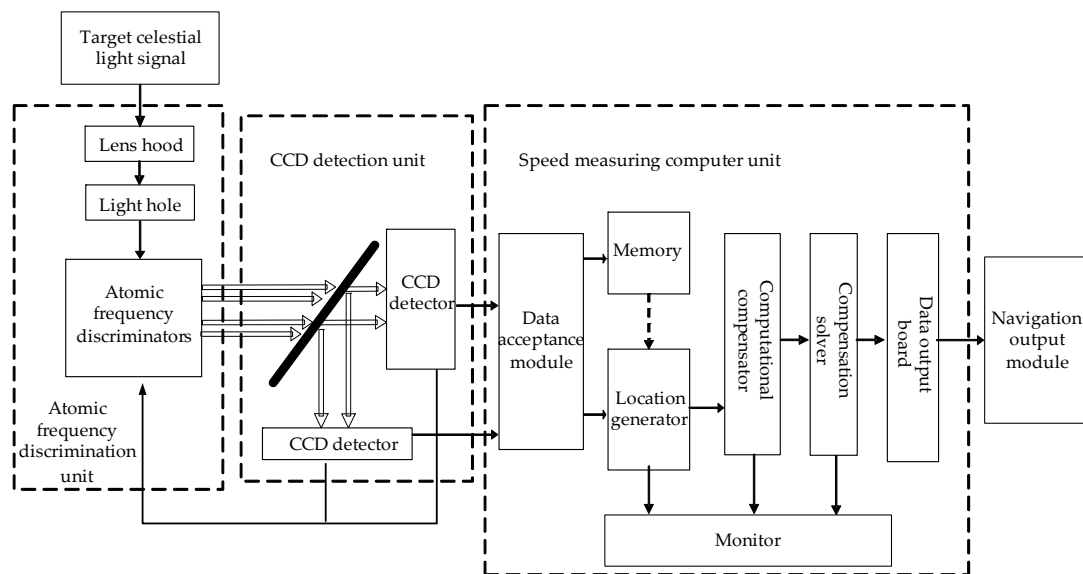 Target celestial
light signal
Lens hood
Light hole
Atomic
frequency
discriminators
Atomic
frequency
discrimination
unit
CCD detection unit
CCD
detector
CCD detector
Speed measuring computer unit
Data
acceptance
module
Memory
Location
generator
Computational
compensator
Compensation
solver
Data output
board
Monitor
Navigation
output
module